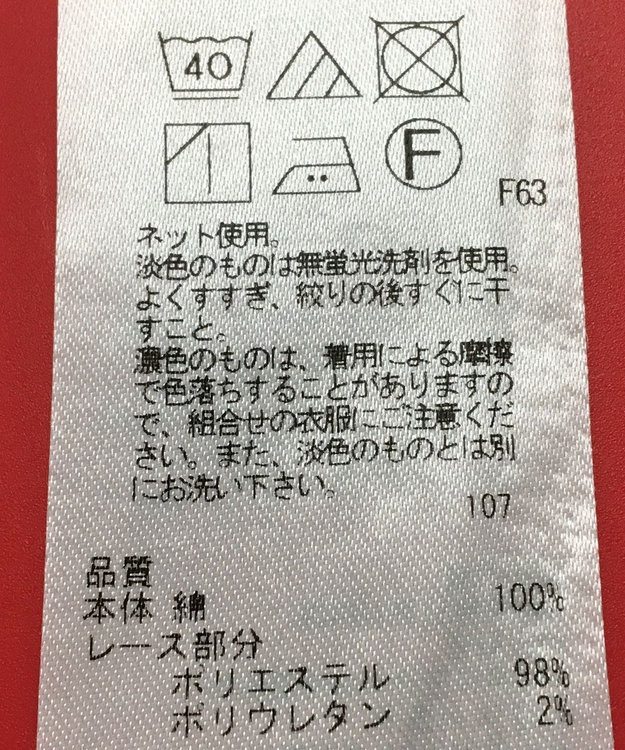 40
F
F63
ネット使用。
淡色のものは無蛍光洗剤を使用。
よくすすぎ、絞りの後すぐに干
すこと。
濃色のものは、着用による摩擦
で色落ちすることがありますの
で、組合せの衣服にご注意くだ
さい。また、淡色のものとは別
にお洗い下さい。
107
品質
本体 綿 100%
レース部分
ポリエステル 98%
ポリウレタン 2%